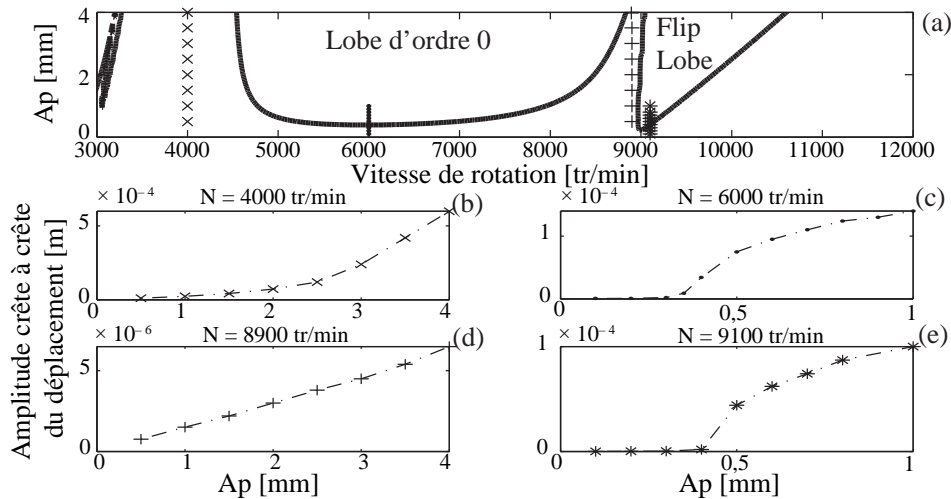 Ap [mm]
4
2
0
Lobe d'ordre 0
Flip
Lobe
(a)
3000 4000 5000 6000 7000 8000 9000 10000 11000 12000
Vitesse de rotation [tr/min]
Amplitude crête à crête
du déplacement [m]
× 10⁻⁴
N = 4000 tr/min
(b)
5
0
0 1 2 3 4
× 10⁻⁴
N = 6000 tr/min
(c)
1
0
0 0,5 1
× 10⁻⁶
N = 8900 tr/min
(d)
5
0
0 1 2 3 4
Ap [mm]
× 10⁻⁴
N = 9100 tr/min
(e)
1
0
0 0,5 1
Ap [mm]